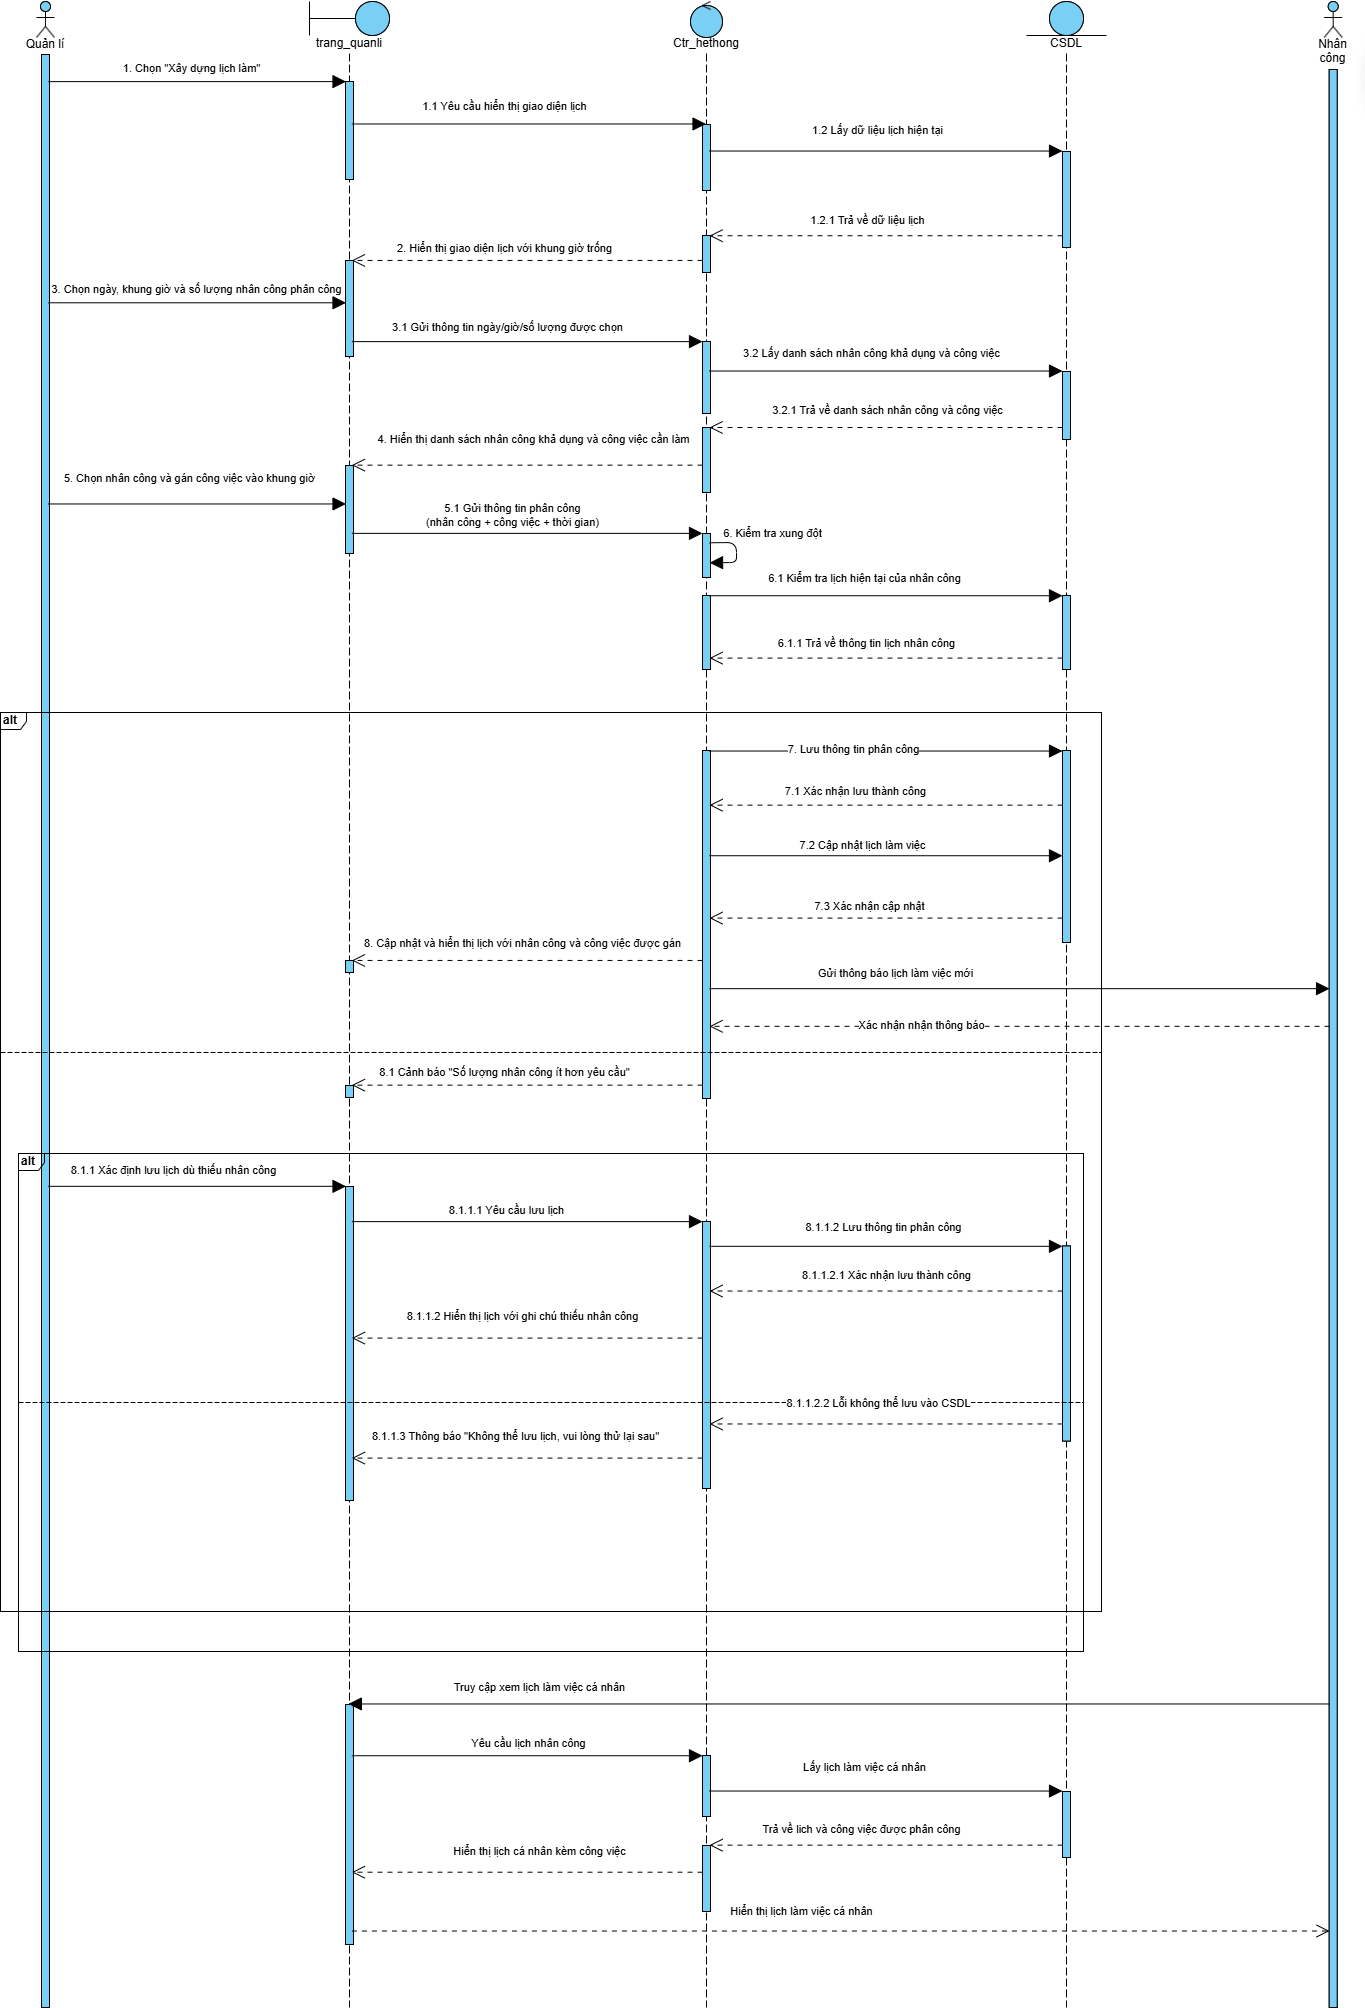 Quản lí
trang_quanli
Ctr_hethong
CSDL
Nhân
công
1. Chọn "Xây dựng lịch làm"
1.1 Yêu cầu hiển thị giao diện lịch
1.2 Lấy dữ liệu lịch hiện tại
1.2.1 Trả về dữ liệu lịch
2. Hiển thị giao diện lịch với khung giờ trống
3. Chọn ngày, khung giờ và số lượng nhân công phân công
3.1 Gửi thông tin ngày/giờ/số lượng được chọn
3.2 Lấy danh sách nhân công khả dụng và công việc
3.2.1 Trả về danh sách nhân công và công việc
4. Hiển thị danh sách nhân công khả dụng và công việc cần làm
5. Chọn nhân công và gán công việc vào khung giờ
5.1 Gửi thông tin phân công
(nhân công + công việc + thời gian)
6. Kiểm tra xung đột
6.1 Kiểm tra lịch hiện tại của nhân công
6.1.1 Trả về thông tin lịch nhân công
alt
7. Lưu thông tin phân công
7.1 Xác nhận lưu thành công
7.2 Cập nhật lịch làm việc
7.3 Xác nhận cập nhật
8. Cập nhật và hiển thị lịch với nhân công và công việc được gán
Gửi thông báo lịch làm việc mới
Xác nhận nhận thông báo
8.1 Cảnh báo "Số lượng nhân công ít hơn yêu cầu"
alt
8.1.1 Xác định lưu lịch dù thiếu nhân công
8.1.1.1 Yêu cầu lưu lịch
8.1.1.2 Lưu thông tin phân công
8.1.1.2.1 Xác nhận lưu thành công
8.1.1.2 Hiển thị lịch với ghi chú thiếu nhân công
8.1.1.2.2 Lỗi không thể lưu vào CSDL
8.1.1.3 Thông báo "Không thể lưu lịch, vui lòng thử lại sau"
Truy cập xem lịch làm việc cá nhân
Yêu cầu lịch nhân công
Lấy lịch làm việc cá nhân
Trả về lich và công việc được phân công
Hiển thị lịch cá nhân kèm công việc
Hiển thị lịch làm việc cá nhân